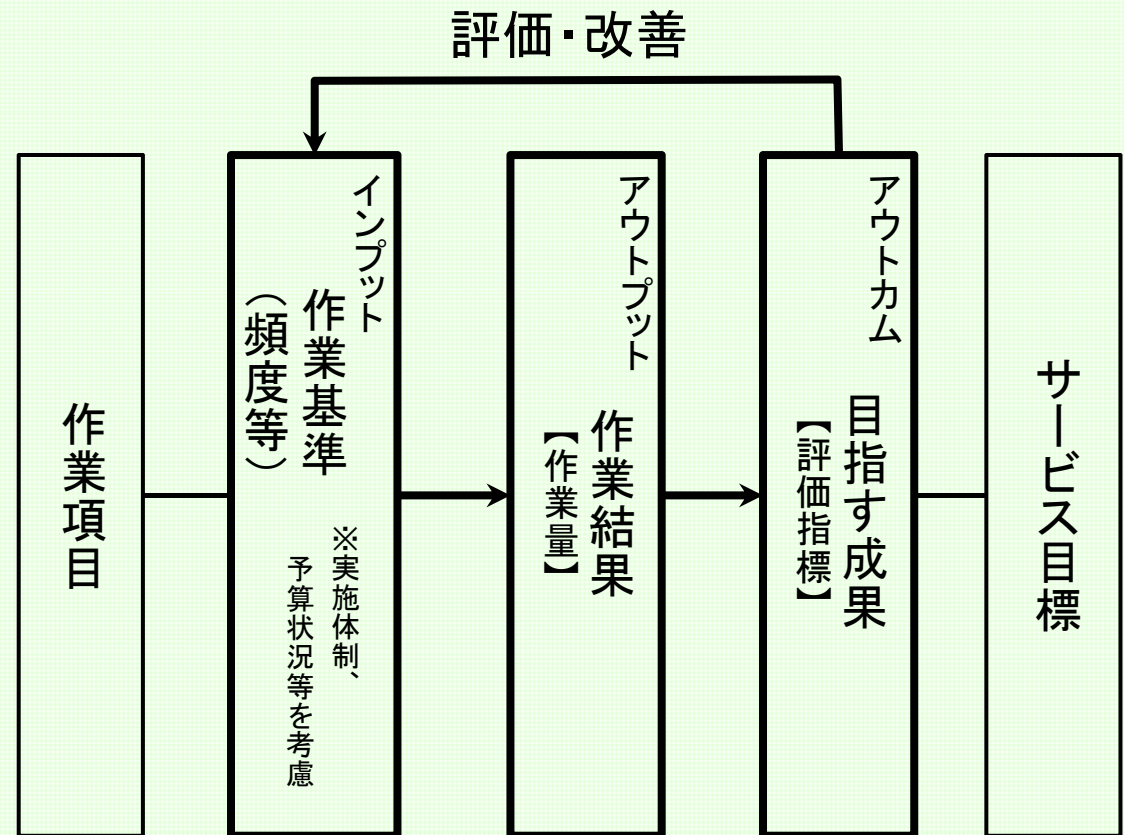 評価・改善
作業項目
インプット
作業基準
（頻度等）
※実施体制、
予算状況等を考慮
アウトプット
作業結果
【作業量】
アウトカム
目指す成果
【評価指標】
サービス目標